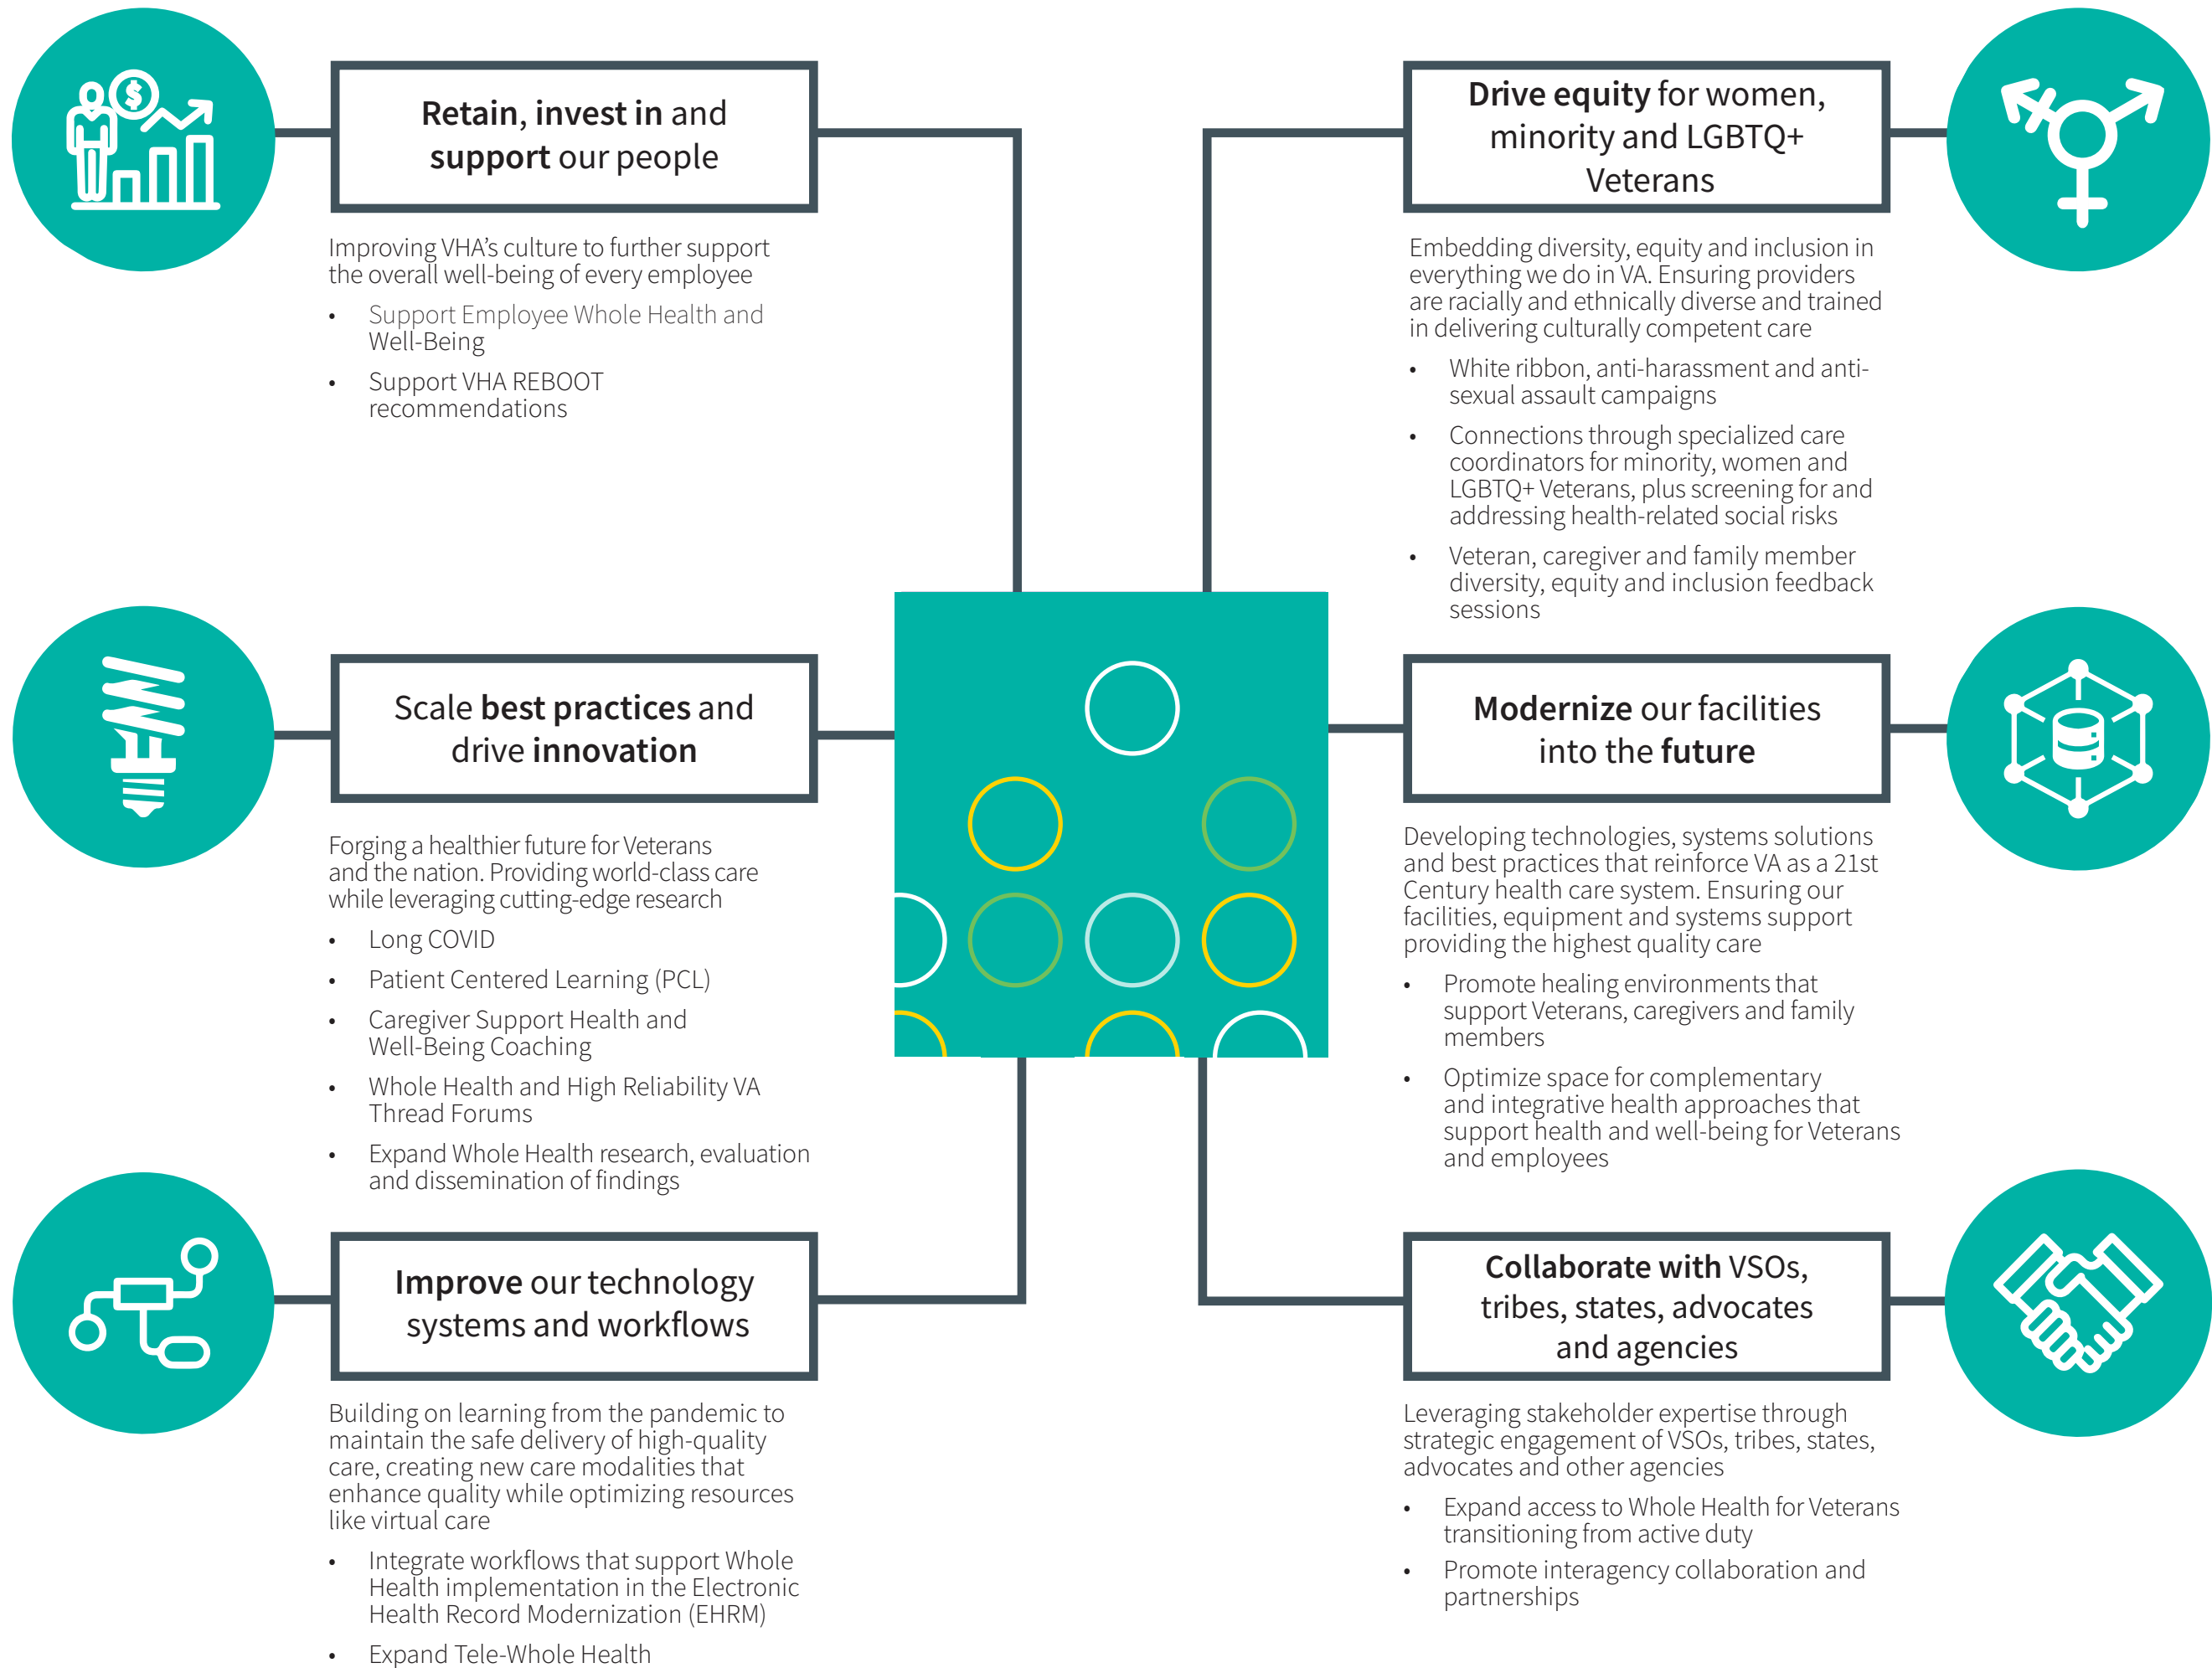 Retain, invest in and
support our people
Improving VHA's culture to further support
the overall well-being of every employee
• Support Employee Whole Health and
Well-Being
• Support VHA REBOOT
recommendations
Scale best practices and
drive innovation
Forging a healthier future for Veterans
and the nation. Providing world-class care
while leveraging cutting-edge research
• Long COVID
• Patient Centered Learning (PCL)
• Caregiver Support Health and
Well-Being Coaching
• Whole Health and High Reliability VA
Thread Forums
• Expand Whole Health research, evaluation
and dissemination of findings
Improve our technology
systems and workflows
Building on learning from the pandemic to
maintain the safe delivery of high-quality
care, creating new care modalities that
enhance quality while optimizing resources
like virtual care
• Integrate workflows that support Whole
Health implementation in the Electronic
Health Record Modernization (EHRM)
• Expand Tele-Whole Health
Drive equity for women,
minority and LGBTQ+
Veterans
Embedding diversity, equity and inclusion in
everything we do in VA. Ensuring providers
are racially and ethnically diverse and trained
in delivering culturally competent care
• White ribbon, anti-harassment and anti-
sexual assault campaigns
• Connections through specialized care
coordinators for minority, women and
LGBTQ+ Veterans, plus screening for and
addressing health-related social risks
• Veteran, caregiver and family member
diversity, equity and inclusion feedback
sessions
Modernize our facilities
into the future
Developing technologies, systems solutions
and best practices that reinforce VA as a 21st
Century health care system. Ensuring our
facilities, equipment and systems support
providing the highest quality care
• Promote healing environments that
support Veterans, caregivers and family
members
• Optimize space for complementary
and integrative health approaches that
support health and well-being for Veterans
and employees
Collaborate with VSOs,
tribes, states, advocates
and agencies
Leveraging stakeholder expertise through
strategic engagement of VSOs, tribes, states,
advocates and other agencies
• Expand access to Whole Health for Veterans
transitioning from active duty
• Promote interagency collaboration and
partnerships
$